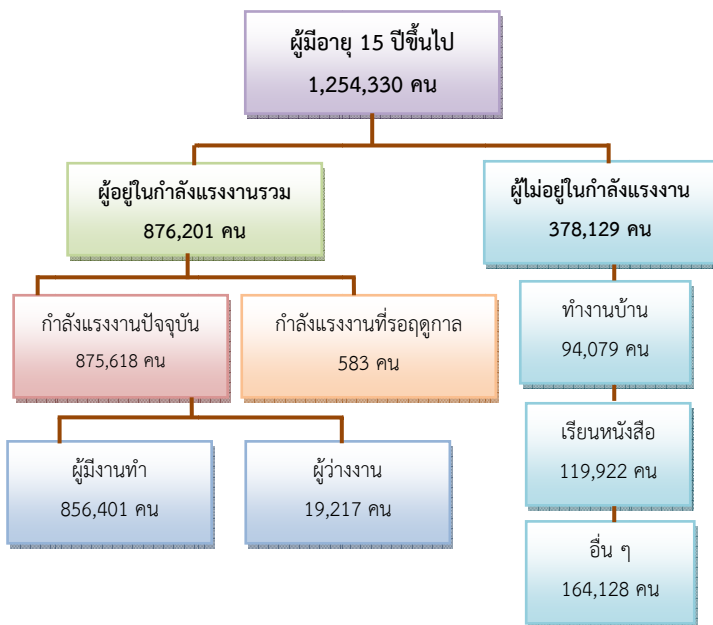 ผู้มีอายุ 15 ปีขึ้นไป
1,254,330 คน
ผู้อยู่ในกำลังแรงงานรวม
876,201 คน
ผู้ไม่อยู่ในกำลังแรงงาน
378,129 คน
กำลังแรงงานปัจจุบัน
875,618 คน
กำลังแรงงานที่รอฤดูกาล
583 คน
ทำงานบ้าน
94,079 คน
ผู้มีงานทำ
856,401 คน
ผู้ว่างงาน
19,217 คน
เรียนหนังสือ
119,922 คน
อื่น ๆ
164,128 คน